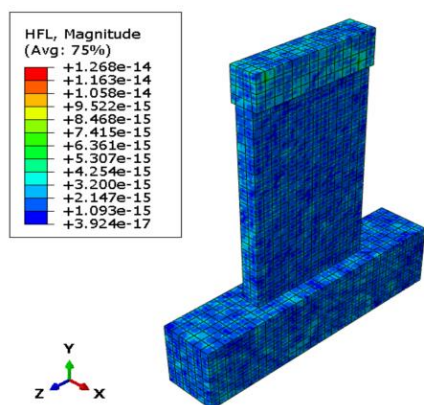 HFL, Magnitude
(Avg: 75%)
+1.268e-14
+1.163e-14
+1.058e-14
+9.522e-15
+8.468e-15
+7.415e-15
+6.361e-15
+5.307e-15
+4.254e-15
+3.200e-15
+2.147e-15
+1.093e-15
+3.924e-17
Y
Z X